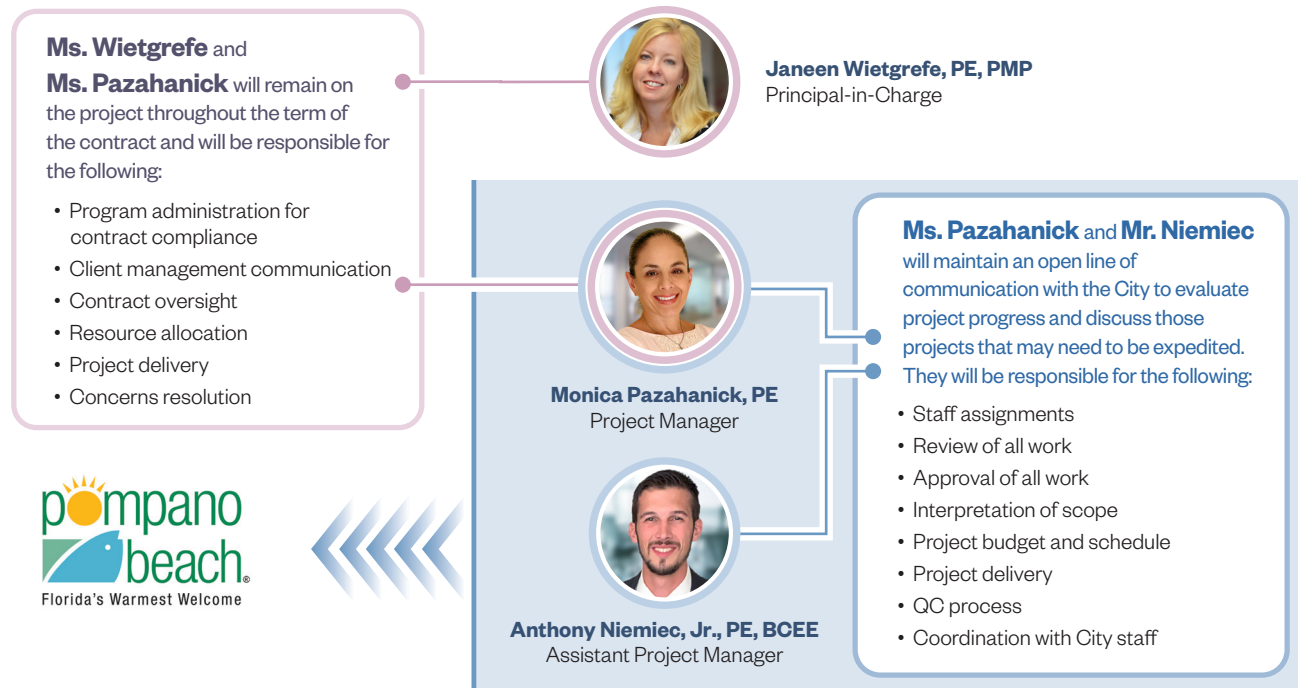 Ms. Wietgrefe and
Ms. Pazahanick will remain on
the project throughout the term of
the contract and will be responsible for
the following:
• Program administration for
contract compliance
• Client management communication
• Contract oversight
• Resource allocation
• Project delivery
• Concerns resolution
Janeen Wietgrefe, PE, PMP
Principal-in-Charge
Monica Pazahanick, PE
Project Manager
Anthony Niemiec, Jr., PE, BCEE
Assistant Project Manager
Ms. Pazahanick and Mr. Niemiec
will maintain an open line of
communication with the City to evaluate
project progress and discuss those
projects that may need to be expedited.
They will be responsible for the following:
• Staff assignments
• Review of all work
• Approval of all work
• Interpretation of scope
• Project budget and schedule
• Project delivery
• QC process
• Coordination with City staff
pompano
beach®
Florida's Warmest Welcome